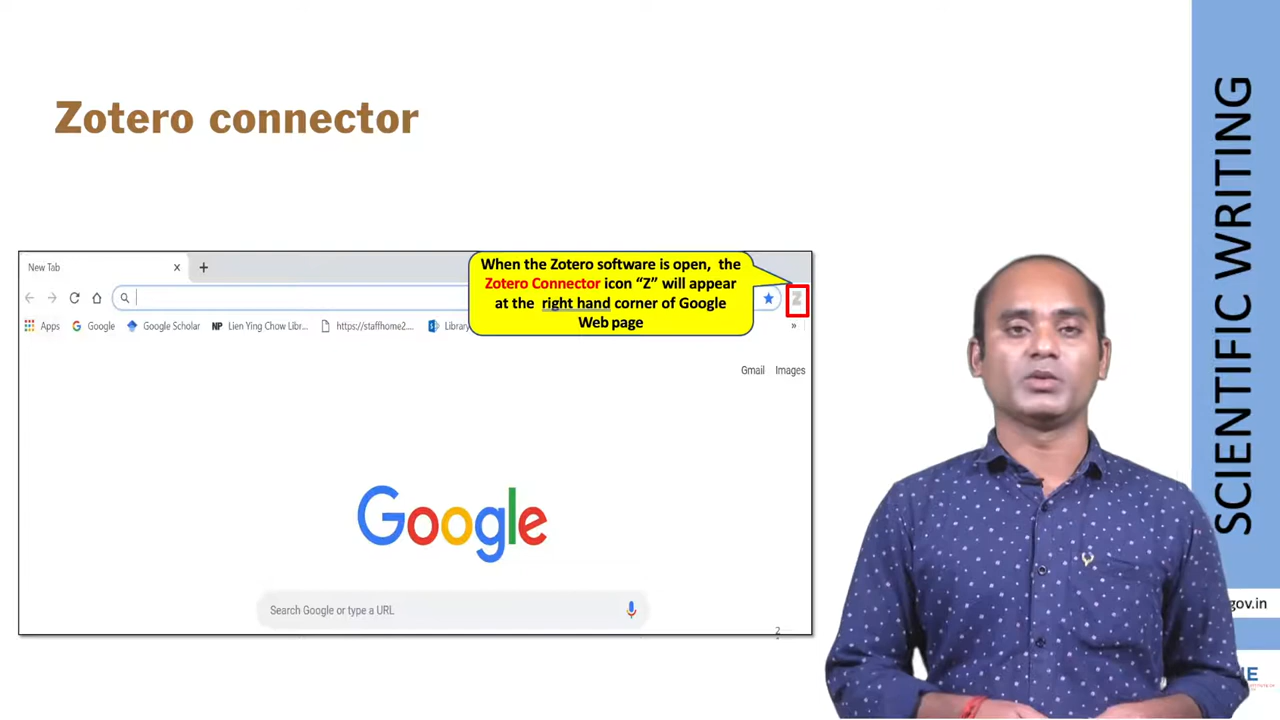 Zotero connector
New Tab
When the Zotero software is open, the
Zotero Connector icon “Z” will appear
at the right hand corner of Google
Web page
Z
Apps
Google
Google Scholar
NP Lien Ying Chow Libr...
https://staffhome2....
Library
»
Gmail
Images
Google
Search Google or type a URL
2
SCIENTIFIC WRITING
gov.in